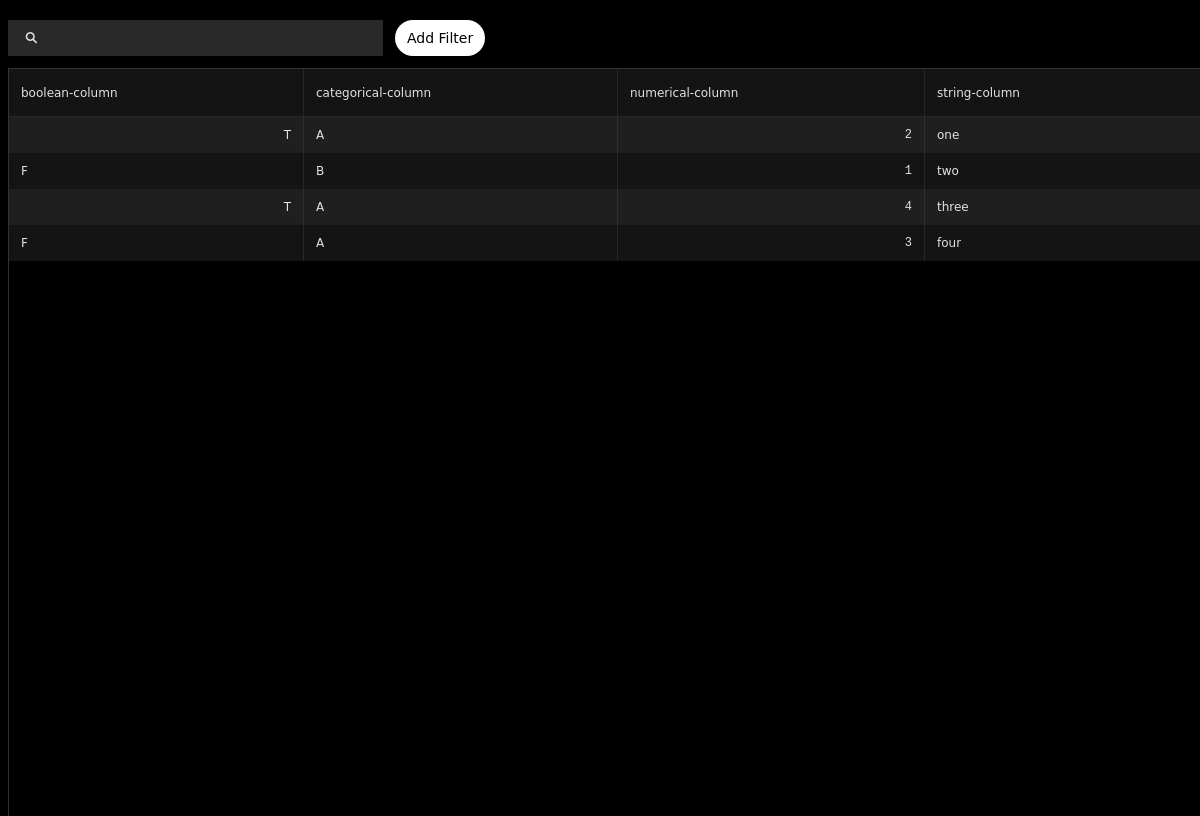 Add Filter
boolean-column categorical-column numerical-column string-column
T A 2 one
F B 1 two
T A 4 three
F A 3 four